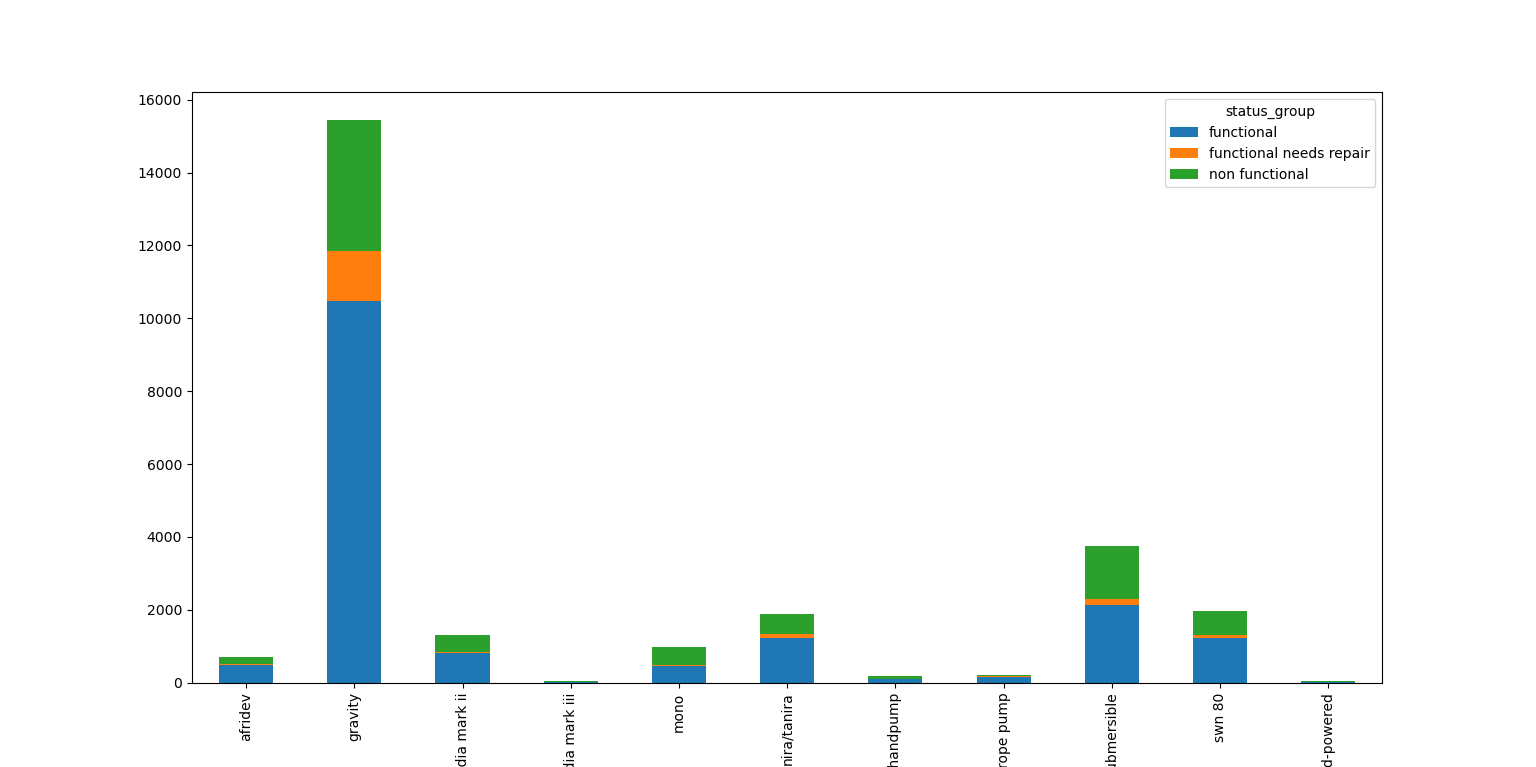 16000
14000
12000
10000
8000
6000
4000
2000
0
status_group
functional
functional needs repair
non functional
afridev
gravity
dia mark ii
dia mark iii
mono
nira/tanira
handpump
rope pump
ubmersible
swn 80
d-powered